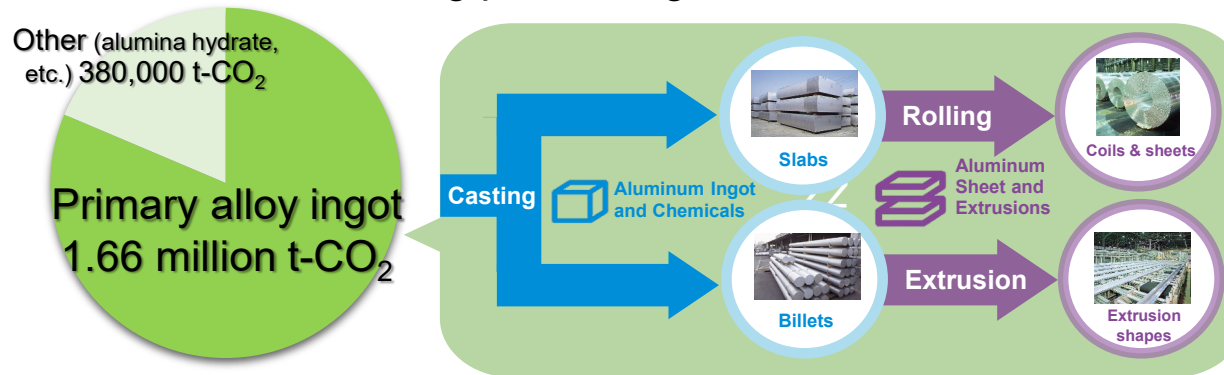 Other (alumina hydrate,
etc.) 380,000 t-CO₂
Primary alloy ingot
1.66 million t-CO₂
Casting
Aluminum Ingot
and Chemicals
Slabs
Billets
Rolling
Aluminum
Sheet and
Extrusions
Extrusion
Coils & sheets
Extrusion
shapes